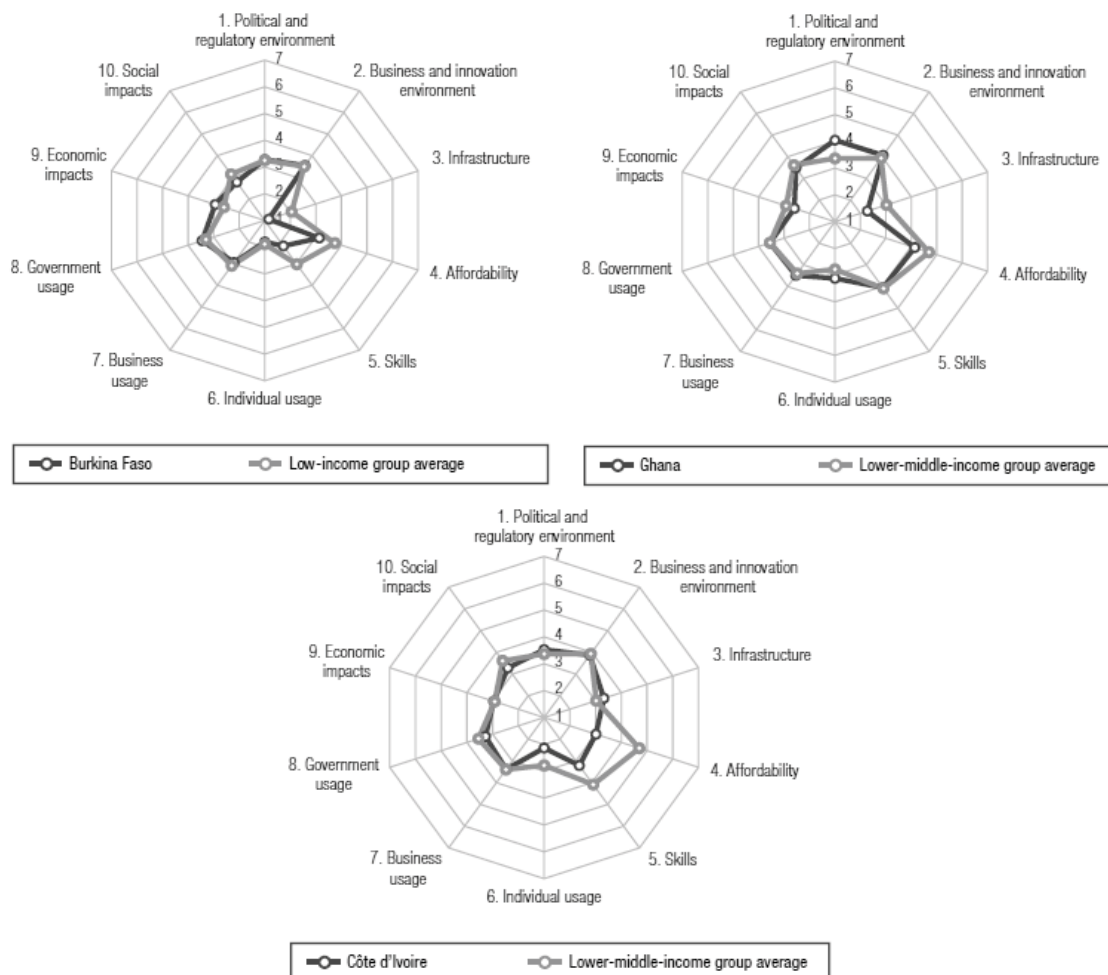 1. Political and
regulatory environment
7
6
5
4
3
2
1
2. Business and innovation
environment
3. Infrastructure
4. Affordability
5. Skills
6. Individual usage
7. Business
usage
8. Government
usage
9. Economic
impacts
10. Social
impacts
Burkina Faso
Low-income group average
1. Political and
regulatory environment
7
6
5
4
3
2
1
2. Business and innovation
environment
3. Infrastructure
4. Affordability
5. Skills
6. Individual usage
7. Business
usage
8. Government
usage
9. Economic
impacts
10. Social
impacts
Ghana
Lower-middle-income group average
1. Political and
regulatory environment
7
6
5
4
3
2
1
2. Business and innovation
environment
3. Infrastructure
4. Affordability
5. Skills
6. Individual usage
7. Business
usage
8. Government
usage
9. Economic
impacts
10. Social
impacts
Côte d'Ivoire
Lower-middle-income group average